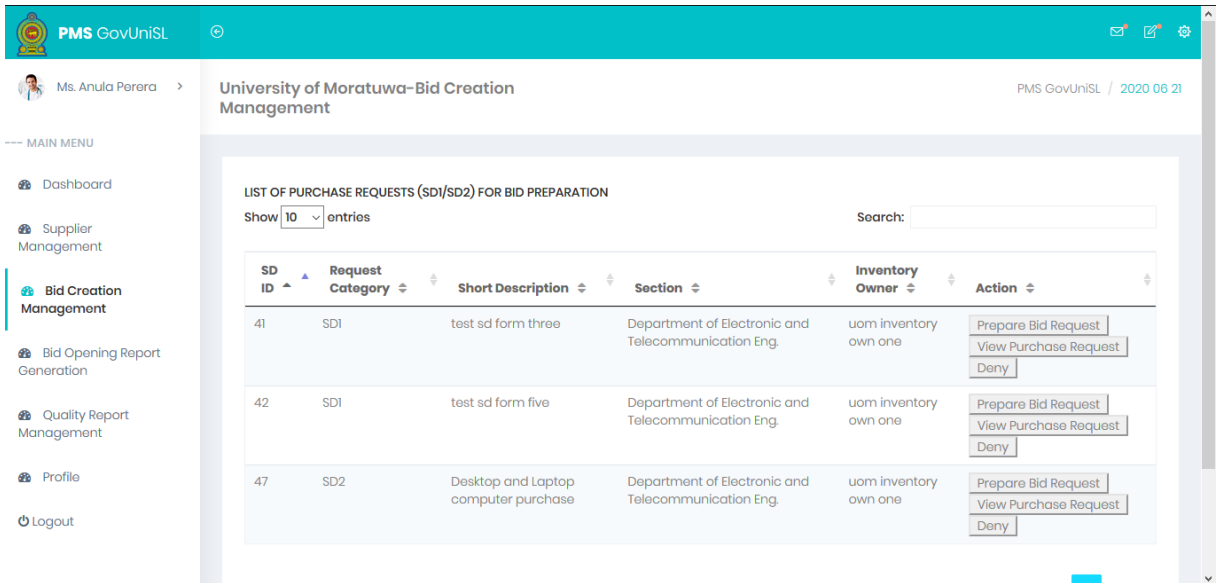 PMS GovUniSL
Ms. Anula Perera
--- MAIN MENU
Dashboard
Supplier
Management
Bid Creation
Management
Bid Opening Report
Generation
Quality Report
Management
Profile
Logout
University of Moratuwa-Bid Creation
Management
PMS GovUniSL / 2020 06 21
LIST OF PURCHASE REQUESTS (SD1/SD2) FOR BID PREPARATION
Show 10 entries
Search:
SD
ID
Request
Category
Short Description
Section
Inventory
Owner
Action
41
SD1
test sd form three
Department of Electronic and
Telecommunication Eng.
uom inventory
own one
Prepare Bid Request
View Purchase Request
Deny
42
SD1
test sd form five
Department of Electronic and
Telecommunication Eng.
uom inventory
own one
Prepare Bid Request
View Purchase Request
Deny
47
SD2
Desktop and Laptop
computer purchase
Department of Electronic and
Telecommunication Eng.
uom inventory
own one
Prepare Bid Request
View Purchase Request
Deny